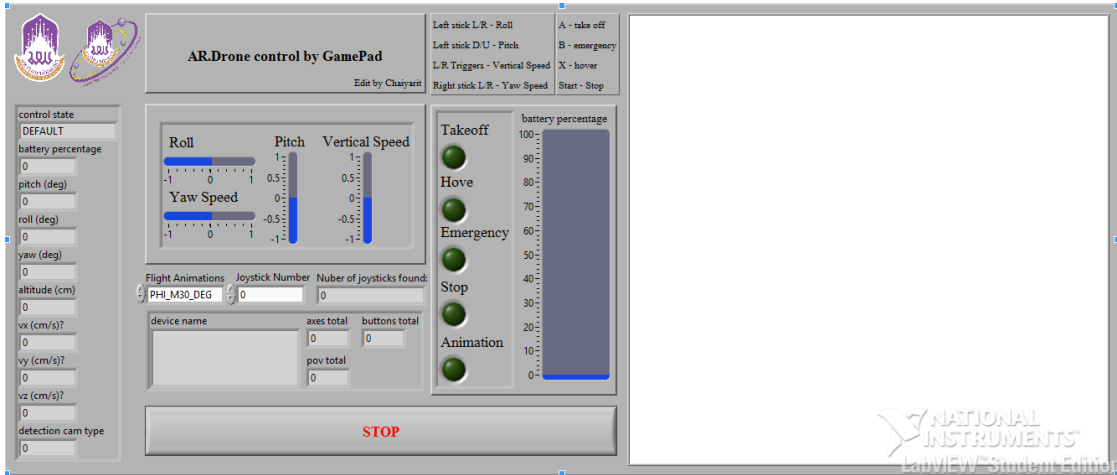 AR.Drone control by GamePad
Edit by Chaiyarit
Left stick L/R - Roll
Left stick D/U - Pitch
L/R Triggers - Vertical Speed
Right stick L/R - Yaw Speed
A - take off
B - emergency
X - hover
Start - Stop
control state
DEFAULT
battery percentage
0
pitch (deg)
0
roll (deg)
0
yaw (deg)
0
altitude (cm)
0
vx (cm/s)?
0
vy (cm/s)?
0
vz (cm/s)?
0
detection cam type
0
Roll
-1 0 1
Yaw Speed
-1 0 1
Pitch
1
0.5
0
-0.5
-1
Vertical Speed
1
0.5
0
-0.5
-1
Flight Animations
PHI_M30_DEG
Joystick Number
0
Nuber of joysticks found:
0
device name
axes total
0
buttons total
0
pov total
0
Takeoff
Hove
Emergency
Stop
Animation
battery percentage
100
90
80
70
60
50
40
30
20
10
0
STOP
NATIONAL
INSTRUMENTS
LabVIEW™ Student Edition